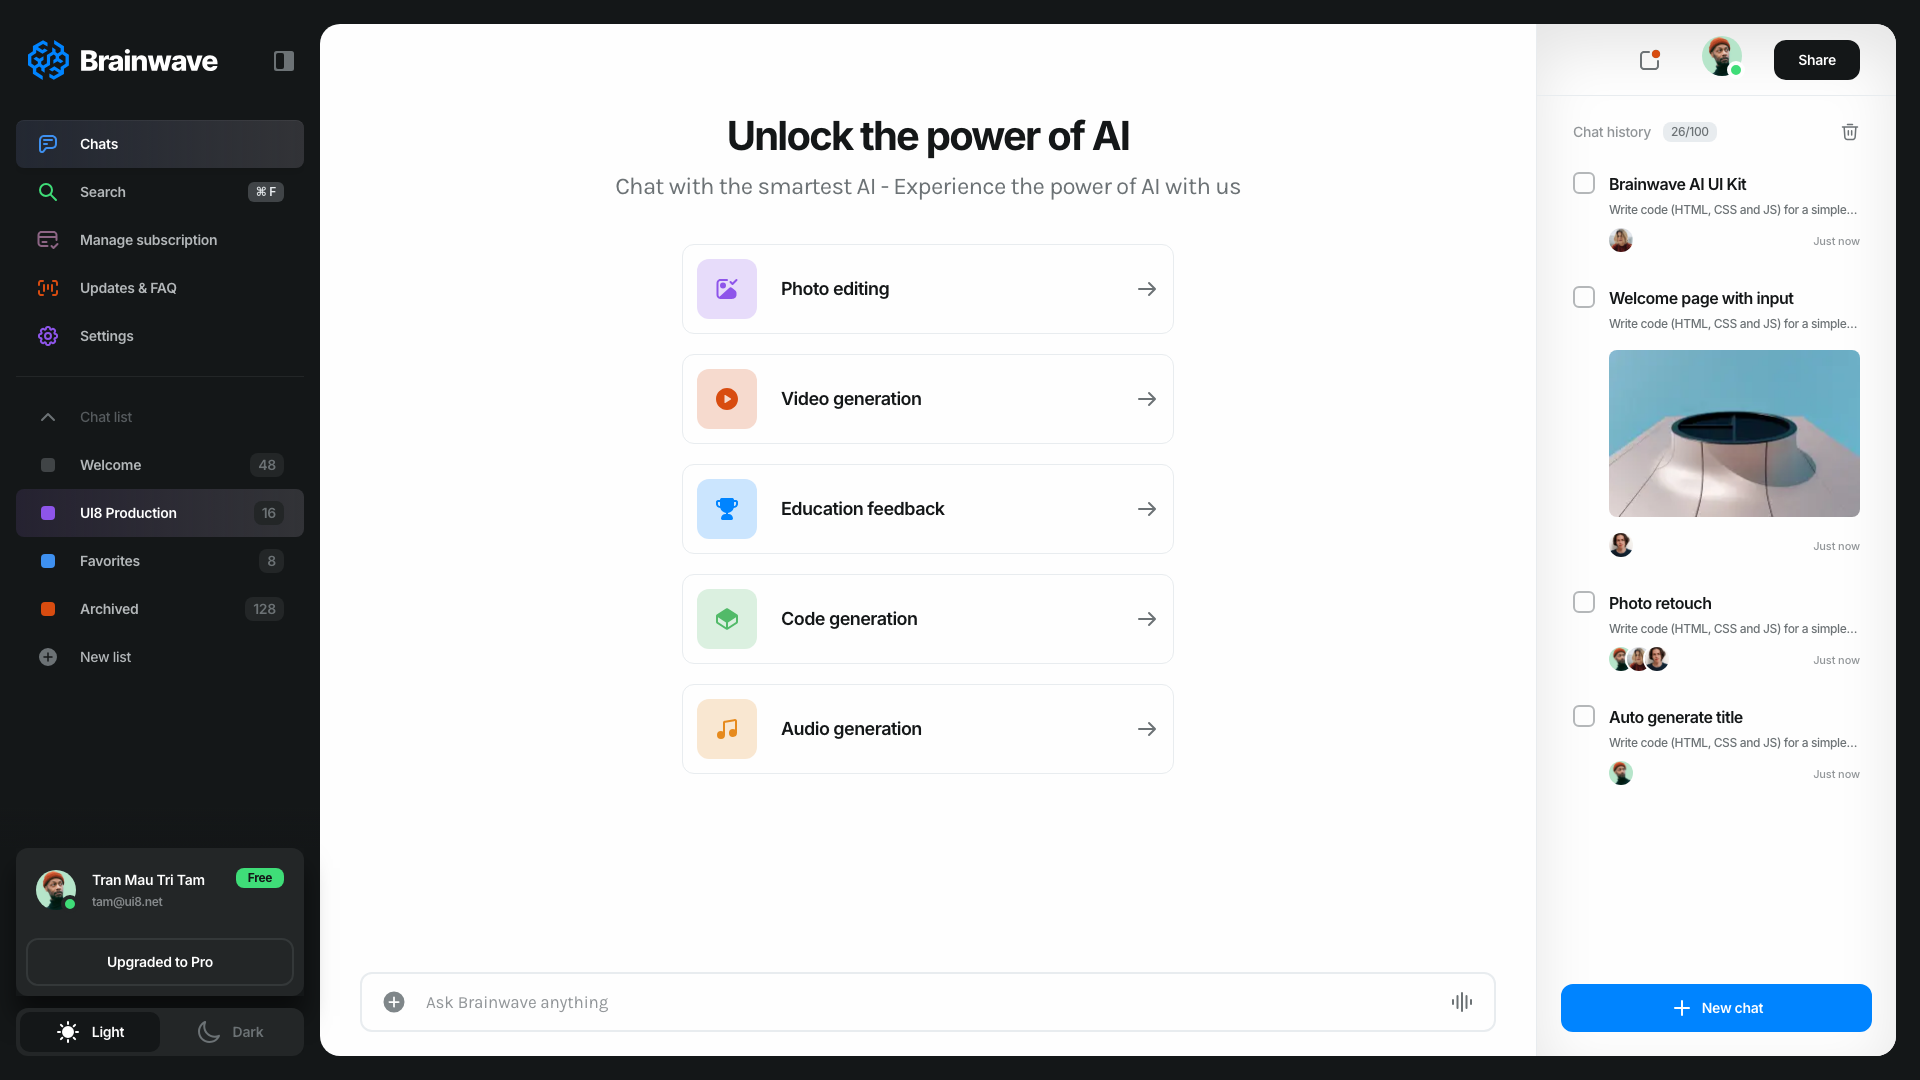 Brainwave
Chats
Search
⌘ F
Manage subscription
Updates & FAQ
Settings
Chat list
Welcome
48
UI8 Production
16
Favorites
8
Archived
128
New list
Tran Mau Tri Tam
Free
tam@ui8.net
Upgraded to Pro
Light
Dark
Unlock the power of AI
Chat with the smartest AI - Experience the power of AI with us
Photo editing
Video generation
Education feedback
Code generation
Audio generation
Ask Brainwave anything
Share
Chat history
26/100
Brainwave AI UI Kit
Write code (HTML, CSS and JS) for a simple...
Just now
Welcome page with input
Write code (HTML, CSS and JS) for a simple...
Just now
Photo retouch
Write code (HTML, CSS and JS) for a simple...
Just now
Auto generate title
Write code (HTML, CSS and JS) for a simple...
Just now
New chat